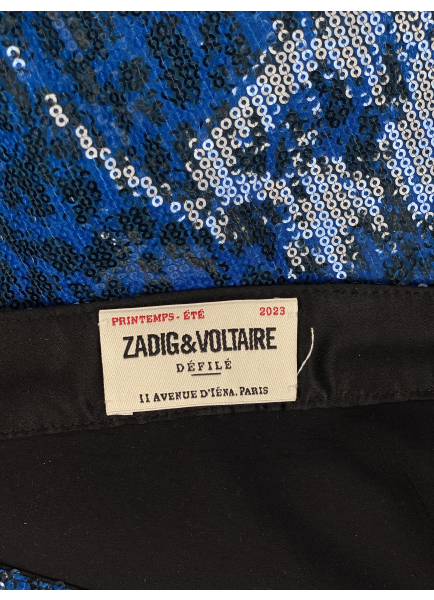 PRINTEMPS - ÉTÉ 2023
ZADIG&VOLTAIRE
DÉFILÉ
11 AVENUE D'IÉNA. PARIS